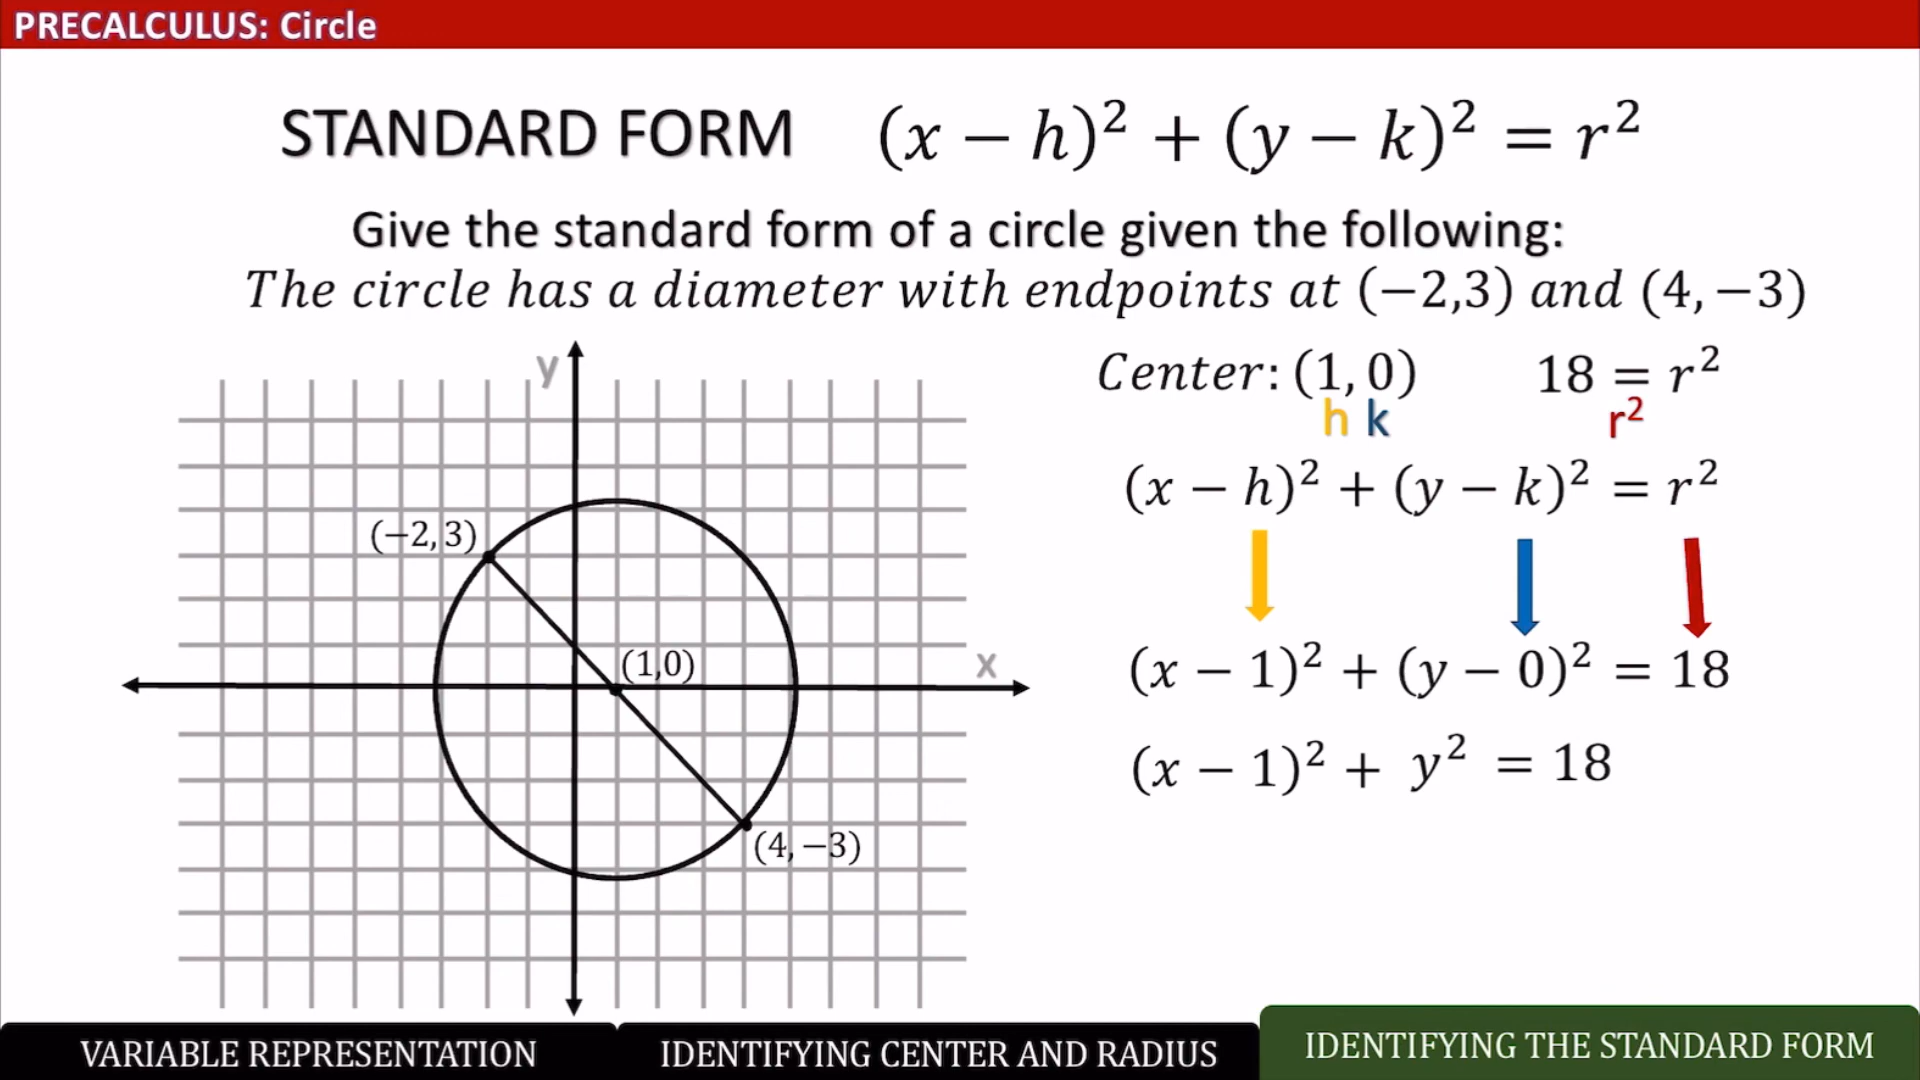 PRECALCULUS: Circle
STANDARD FORM (x − h)² + (y − k)² = r²
Give the standard form of a circle given the following:
The circle has a diameter with endpoints at (−2,3) and (4, −3)
y
Center: (1, 0) 18 = r²
h k r²
(x − h)² + (y − k)² = r²
(−2, 3)
(1,0)
x
(x − 1)² + (y − 0)² = 18
(x − 1)² + y² = 18
(4, −3)
VARIABLE REPRESENTATION
IDENTIFYING CENTER AND RADIUS
IDENTIFYING THE STANDARD FORM